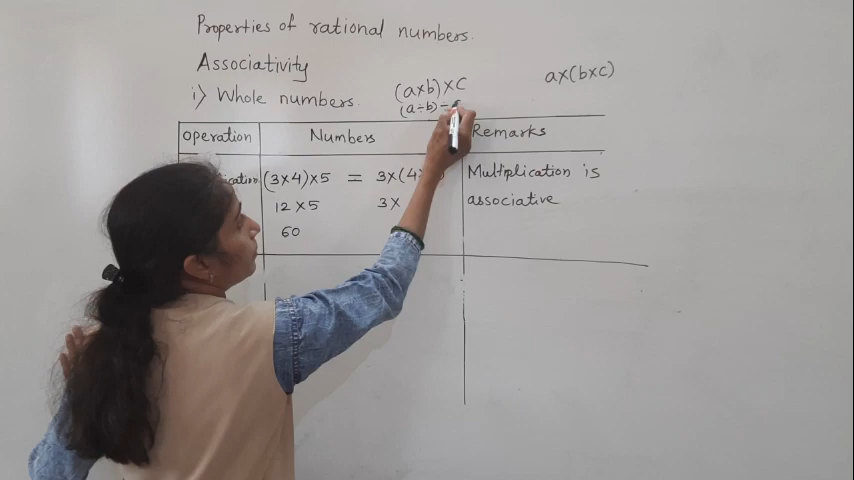 Properties of rational numbers.
Associativity
i) Whole numbers. (a×b)×C a×(b×c)
(a÷b)÷
Operation Numbers Remarks
(3×4)×5 = 3×( Multiplication is
12×5 3× associative
60